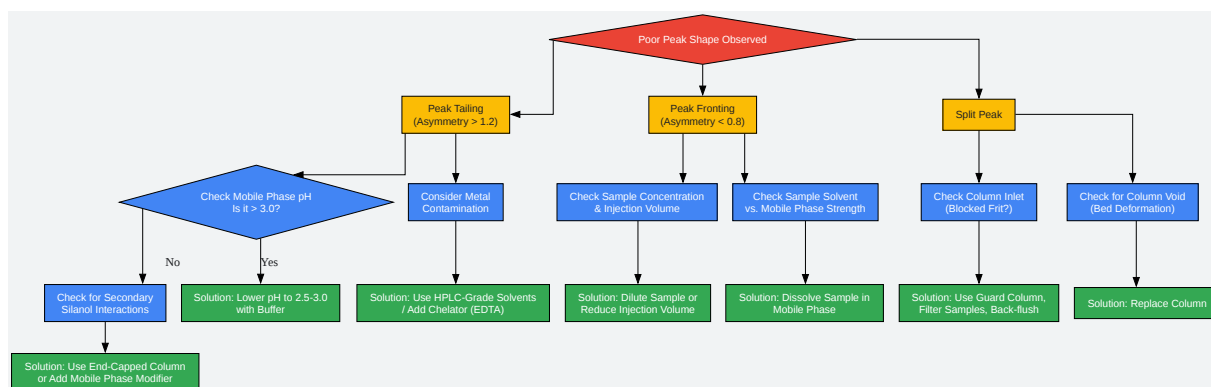 Poor Peak Shape Observed
Peak Tailing
(Asymmetry > 1.2)
Peak Fronting
(Asymmetry < 0.8)
Split Peak
Check Mobile Phase pH
Is it > 3.0?
Consider Metal
Contamination
Check Sample Concentration
& Injection Volume
Check Sample Solvent
vs. Mobile Phase Strength
Check Column Inlet
(Blocked Frit?)
Check for Column Void
(Bed Deformation)
No
Yes
Check for Secondary
Silanol Interactions
Solution: Lower pH to 2.5-3.0
with Buffer
Solution: Use HPLC-Grade Solvents
/ Add Chelator (EDTA)
Solution: Dilute Sample or
Reduce Injection Volume
Solution: Dissolve Sample in
Mobile Phase
Solution: Use Guard Column,
Filter Samples, Back-flush
Solution: Replace Column
Solution: Use End-Capped Column
or Add Mobile Phase Modifier